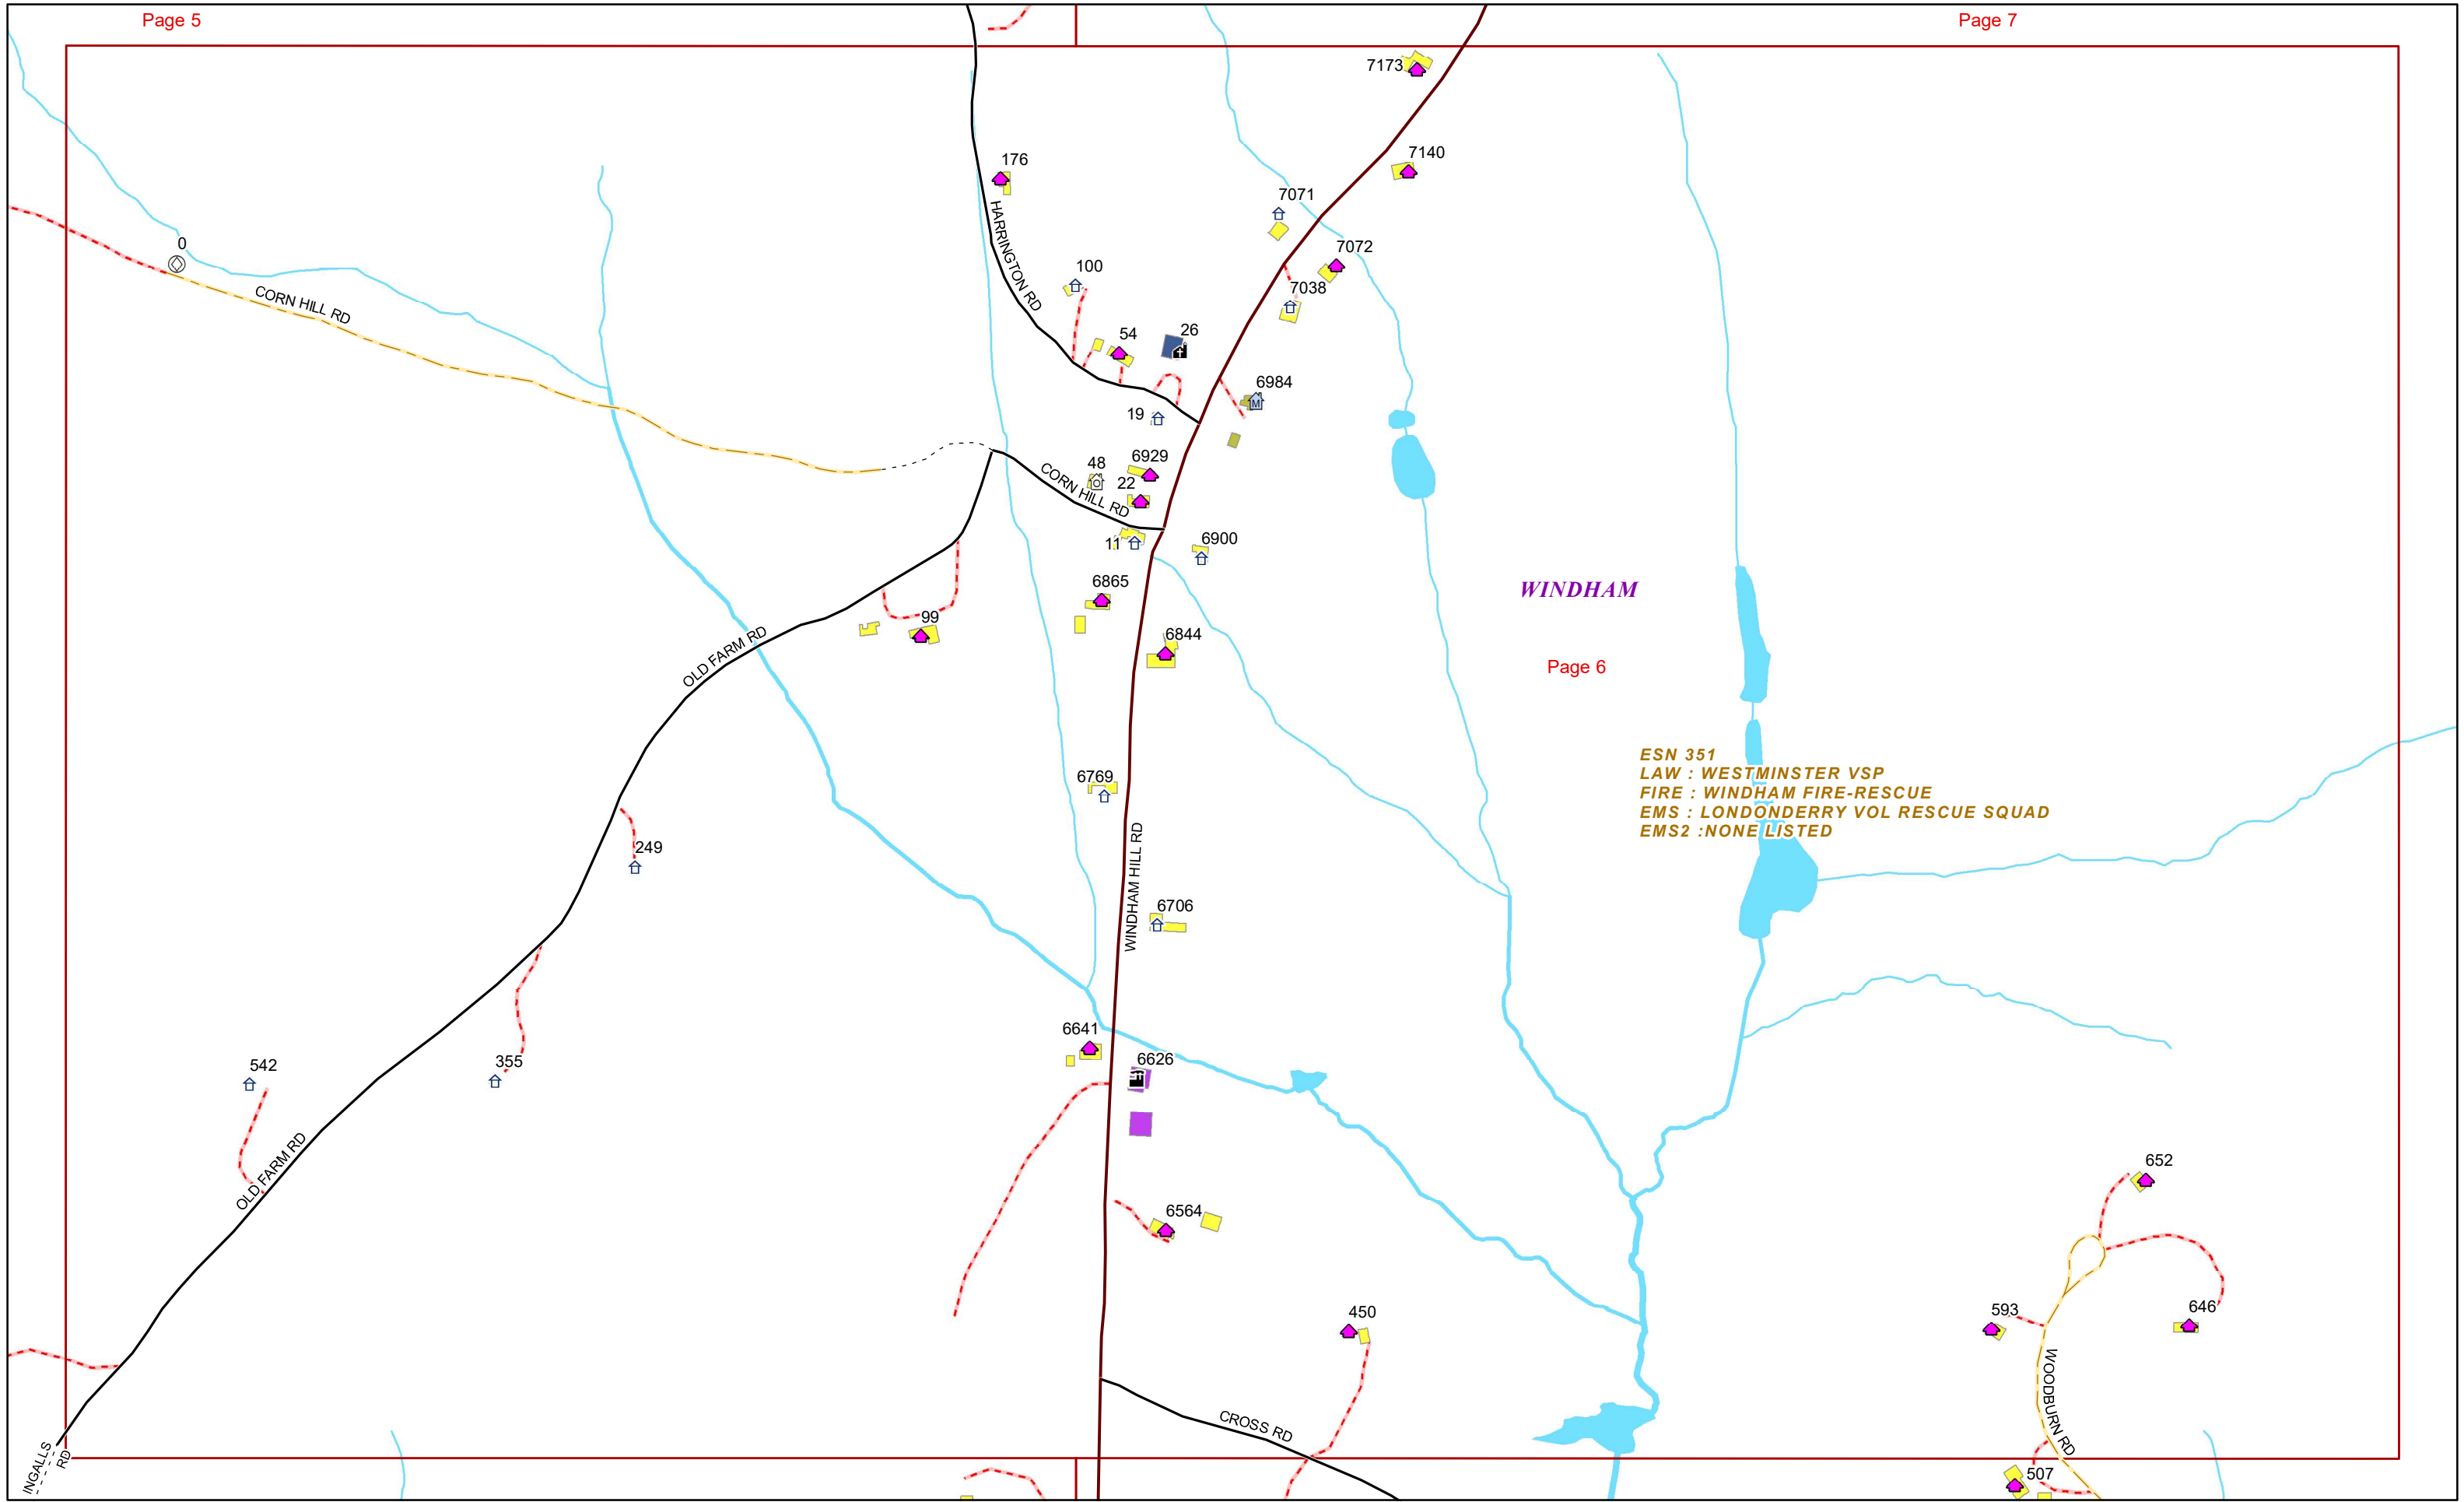 Page 5
Page 7
7173
7140
176
7071
HARRINGTON RD
0
7072
100
CORN HILL RD
7038
26
54
6984
19
6929
48
22
CORN HILL RD
11
6900
6865
WINDHAM
99
6844
OLD FARM RD
Page 6
ESN 351
LAW : WESTMINSTER VSP
FIRE : WINDHAM FIRE-RESCUE
EMS : LONDONDERRY VOL RESCUE SQUAD
EMS2 :NONE LISTED
6769
249
WINDHAM HILL RD
6706
6641
6626
542
355
OLD FARM RD
652
6564
450
593
646
WOODBURN RD
CROSS RD
INGALLS
RD
507
M
O